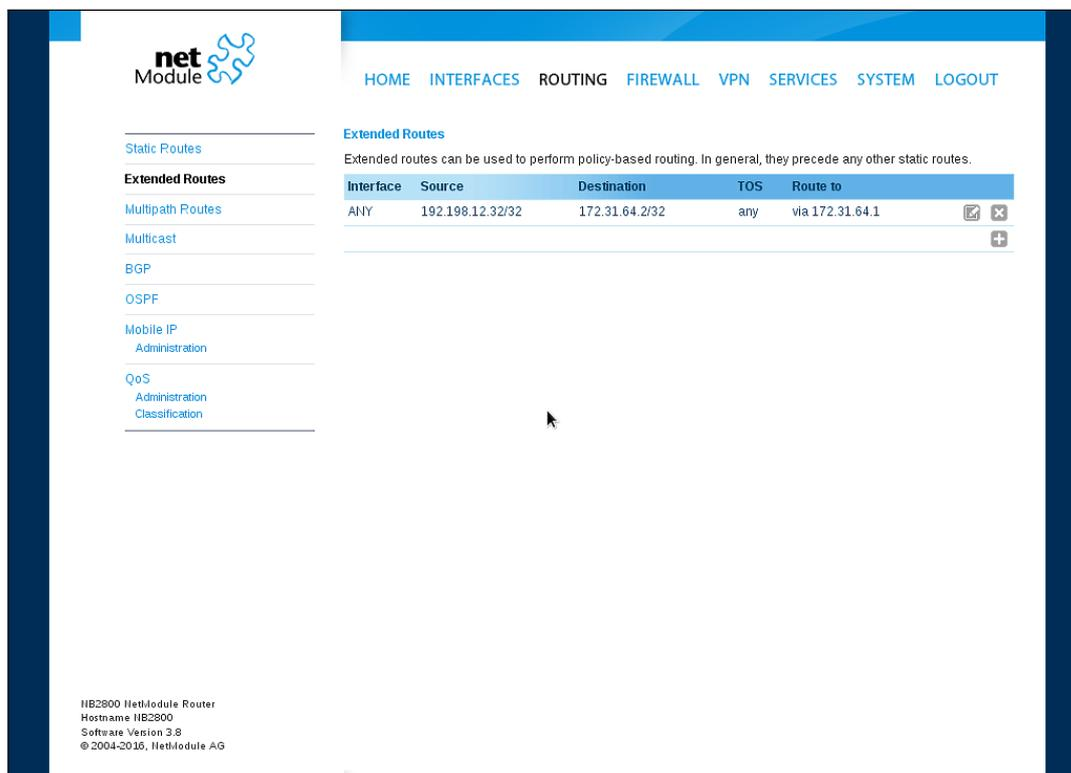 net
Module
HOME INTERFACES ROUTING FIREWALL VPN SERVICES SYSTEM LOGOUT
Static Routes
Extended Routes
Multipath Routes
Multicast
BGP
OSPF
Mobile IP
Administration
QoS
Administration
Classification
Extended Routes
Extended routes can be used to perform policy-based routing. In general, they precede any other static routes.
Interface Source Destination TOS Route to
ANY 192.198.12.32/32 172.31.64.2/32 any via 172.31.64.1
NB2800 NetModule Router
Hostname NB2800
Software Version 3.8
© 2004-2016, NetModule AG